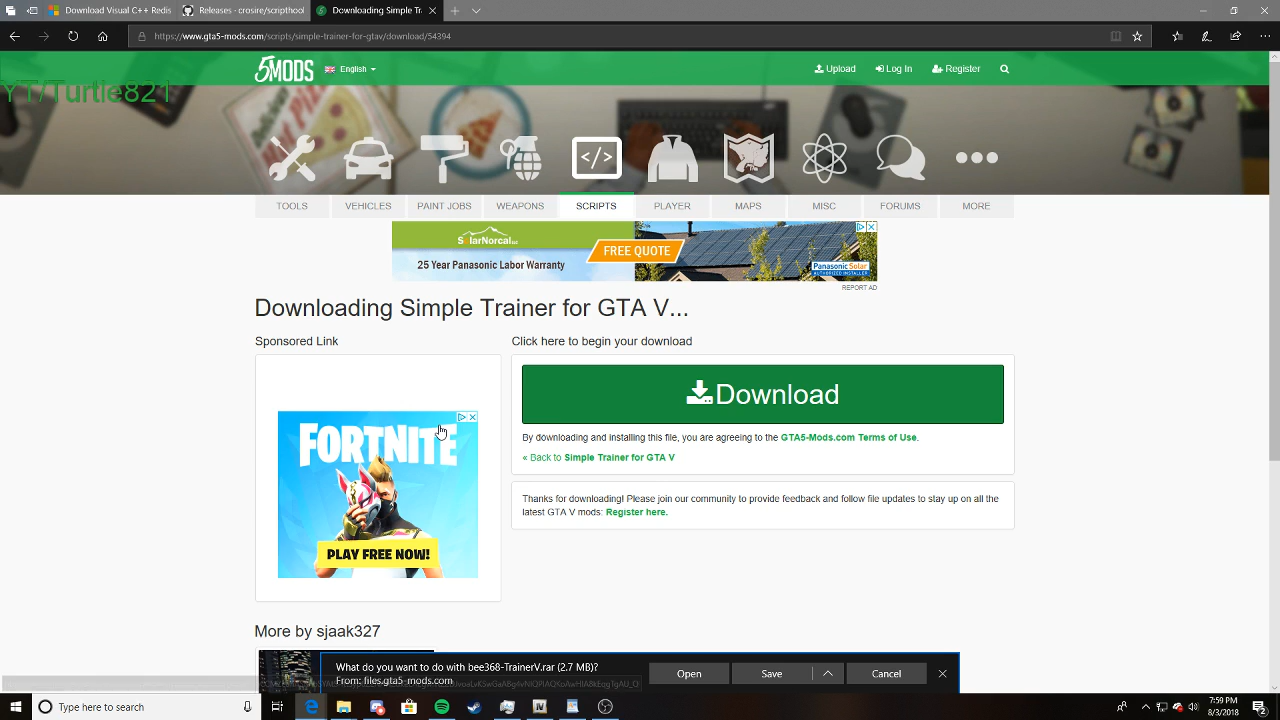 Download Visual C++ Redis
Releases · crosire/scripthool
Downloading Simple Tr
https://www.gta5-mods.com/scripts/simple-trainer-for-gtav/download/54394
5MODS
English
Upload
Log In
Register
YT/Turtle821
TOOLS
VEHICLES
PAINT JOBS
WEAPONS
SCRIPTS
PLAYER
MAPS
MISC
FORUMS
MORE
SolarNorcal
25 Year Panasonic Labor Warranty
FREE QUOTE
Panasonic Solar
AUTHORIZED INSTALLER
REPORT AD
Downloading Simple Trainer for GTA V...
Sponsored Link
Click here to begin your download
FORTNITE
PLAY FREE NOW!
Download
By downloading and installing this file, you are agreeing to the GTA5-Mods.com Terms of Use.
« Back to Simple Trainer for GTA V
Thanks for downloading! Please join our community to provide feedback and follow file updates to stay up on all the
latest GTA V mods: Register here.
More by sjaak327
What do you want to do with bee368-TrainerV.rar (2.7 MB)?
From: files.gta5-mods.com
Open
Save
Cancel
Type here to search
7:59 PM
8/3/2018